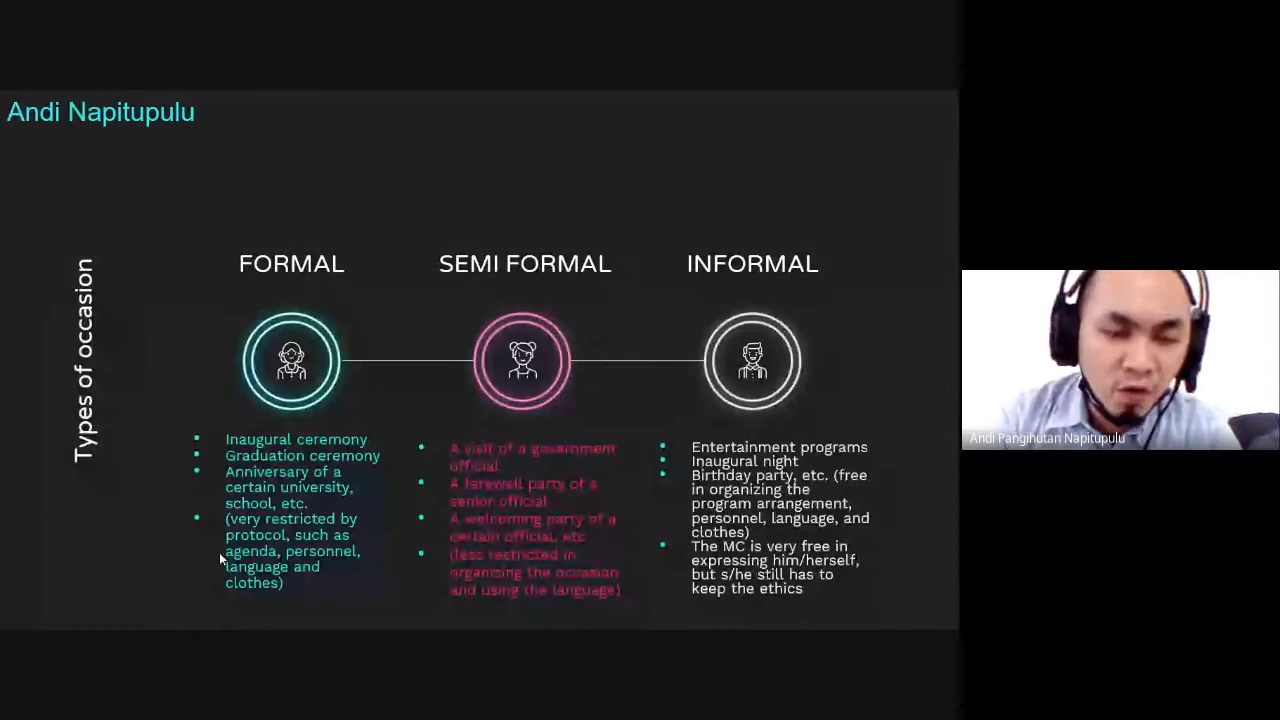 Andi Napitupulu
Types of occasion
FORMAL
Inaugural ceremony
Graduation ceremony
Anniversary of a
certain university,
school, etc.
(very restricted by
protocol, such as
agenda, personnel,
language and
clothes)
SEMI FORMAL
A visit of a government
official
A farewell party of a
senior official
A welcoming party of a
certain official, etc
(less restricted in
organizing the occasion
and using the language)
INFORMAL
Entertainment programs
Inaugural night
Birthday party, etc. (free
in organizing the
program arrangement,
personnel, language, and
clothes)
The MC is very free in
expressing him/herself,
but s/he still has to
keep the ethics
Andi Pangihutan Napitupulu